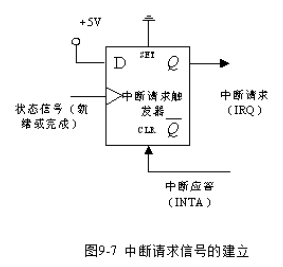 +5V
SET
D
Q
中断请求触
发器
状态信号（就
绪或完成）
中断请求
（IRQ）
CLR
Q
中断应答
（INTA）
图9-7 中断请求信号的建立